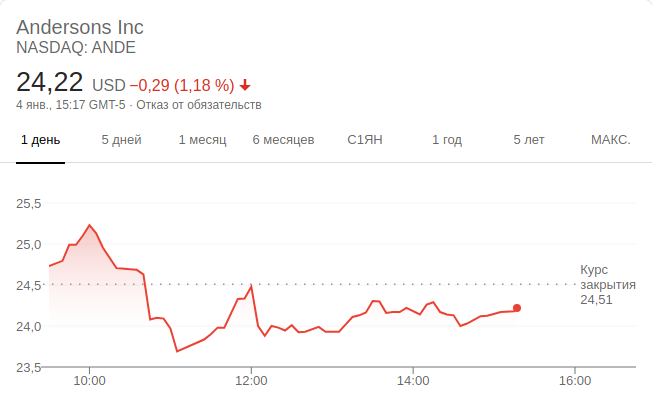 Andersons Inc
NASDAQ: ANDE
24,22 USD −0,29 (1,18 %) ↓
4 янв., 15:17 GMT-5 · Отказ от обязательств
1 день 5 дней 1 месяц 6 месяцев С1ЯН 1 год 5 лет МАКС.
25,5
25,0
24,5
24,0
23,5
Курс
закрытия
24,51
10:00 12:00 14:00 16:00